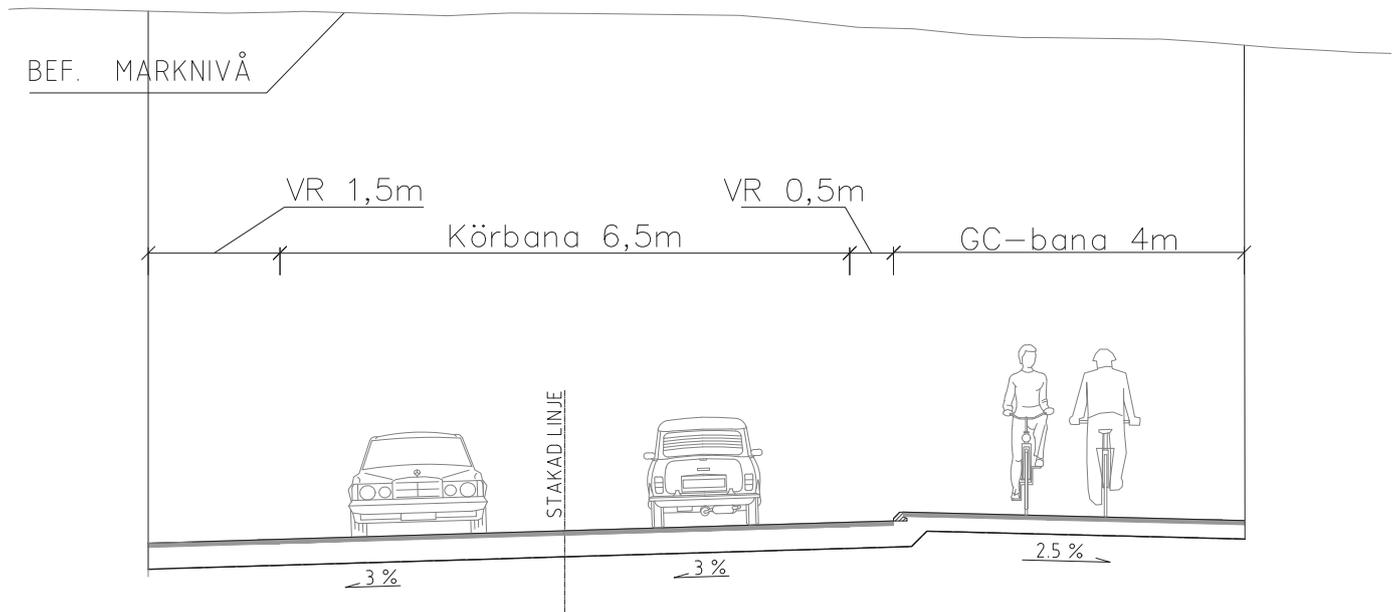 BEF. MARKNIVÅ
VR 1,5m
VR 0,5m
Körbana 6,5m
GC-bana 4m
STAKAD LINJE
3 %
3 %
2.5 %